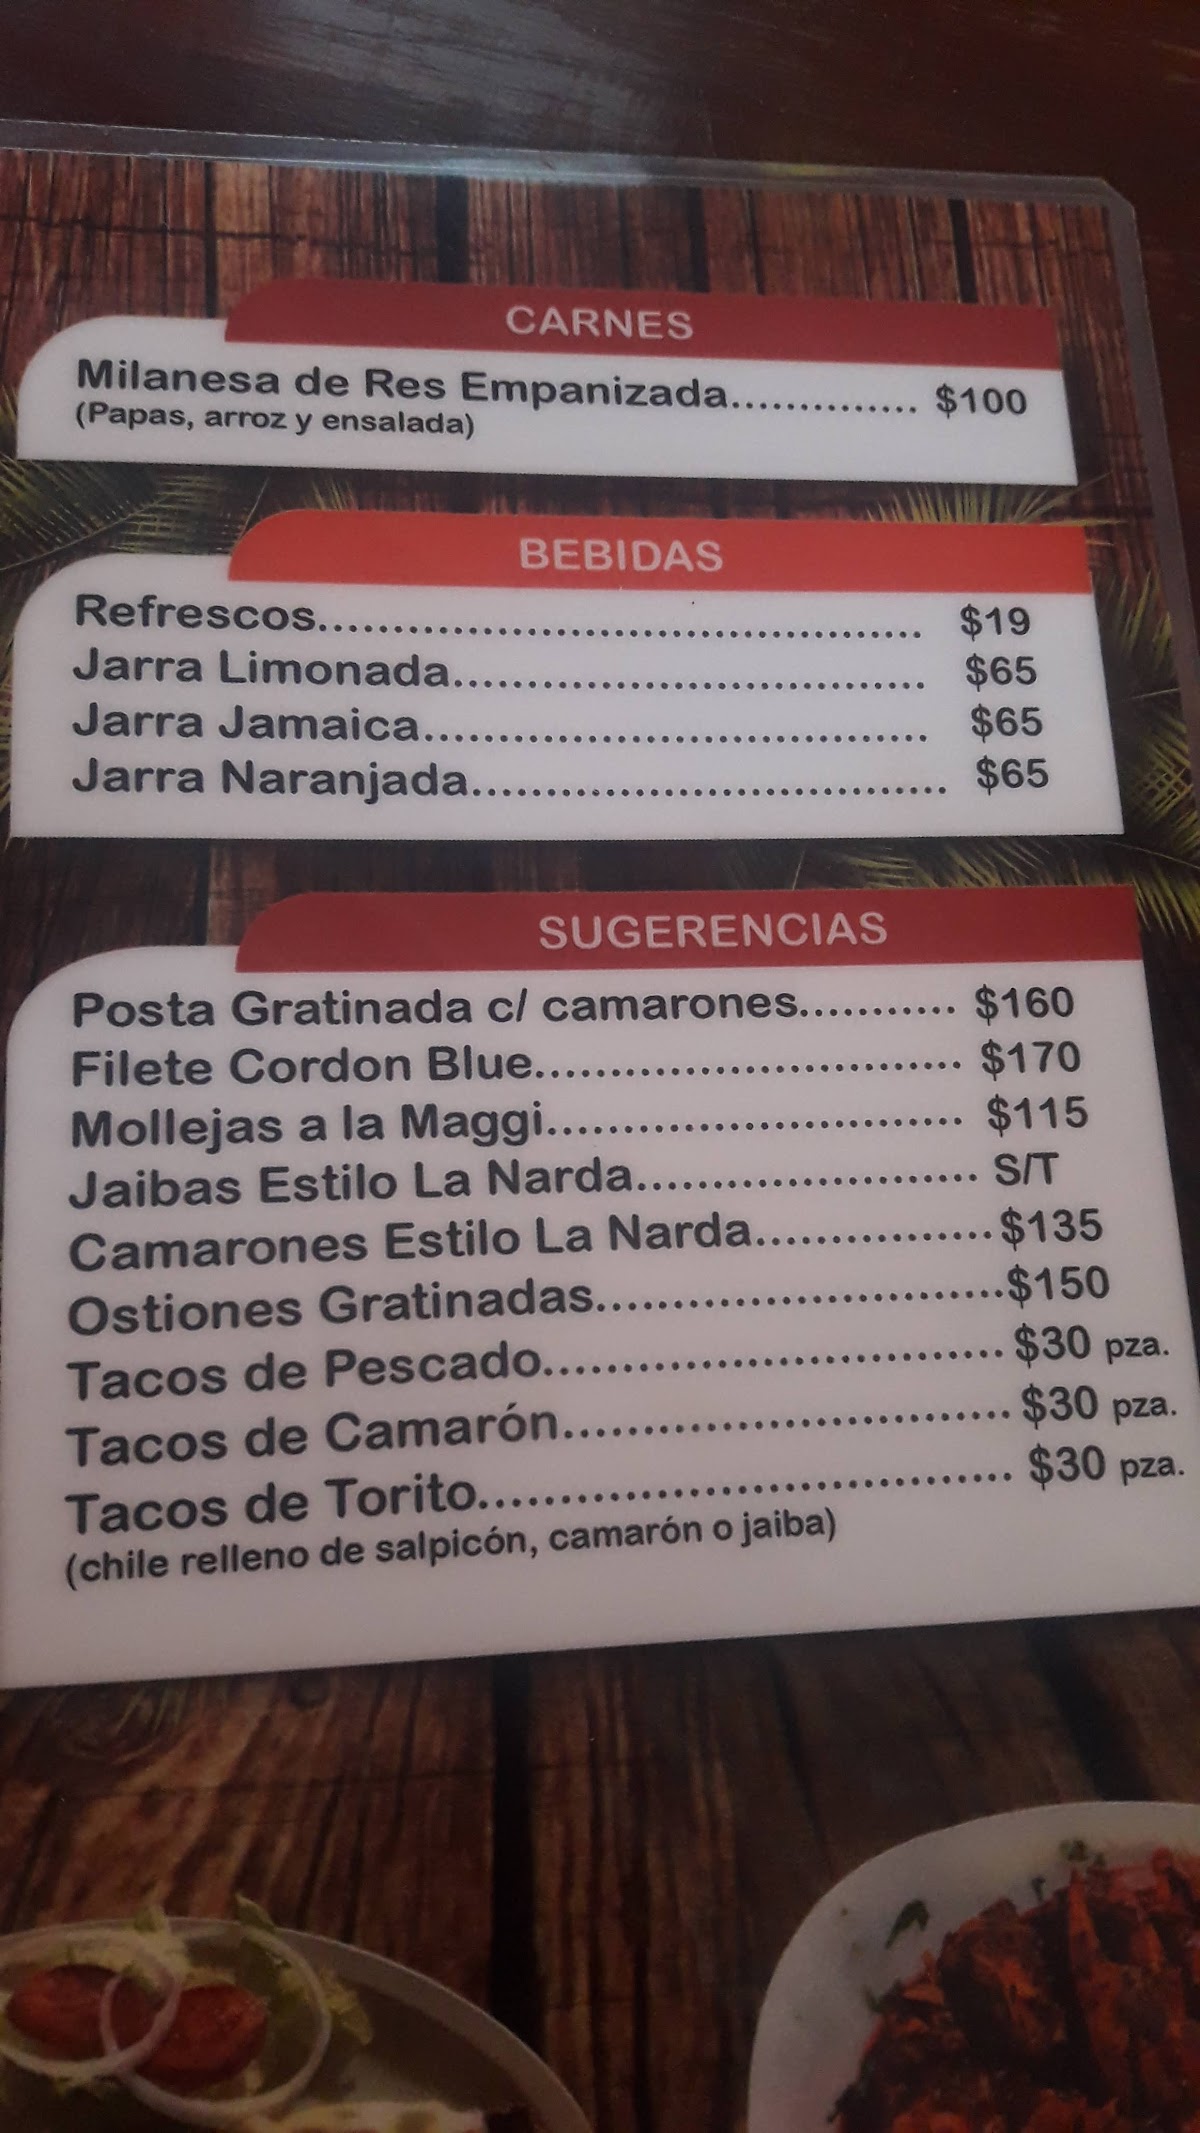 CARNES
Milanesa de Res Empanizada.............. $100
(Papas, arroz y ensalada)
BEBIDAS
Refrescos......................................... $19
Jarra Limonada................................ $65
Jarra Jamaica.................................. $65
Jarra Naranjada................................ $65
SUGERENCIAS
Posta Gratinada c/ camarones........... $160
Filete Cordon Blue............................ $170
Mollejas a la Maggi............................ $115
Jaibas Estilo La Narda....................... S/T
Camarones Estilo La Narda................ $135
Ostiones Gratinadas...........................$150
Tacos de Pescado.............................. $30 pza.
Tacos de Camarón............................. $30 pza.
Tacos de Torito.................................. $30 pza.
(chile relleno de salpicón, camarón o jaiba)